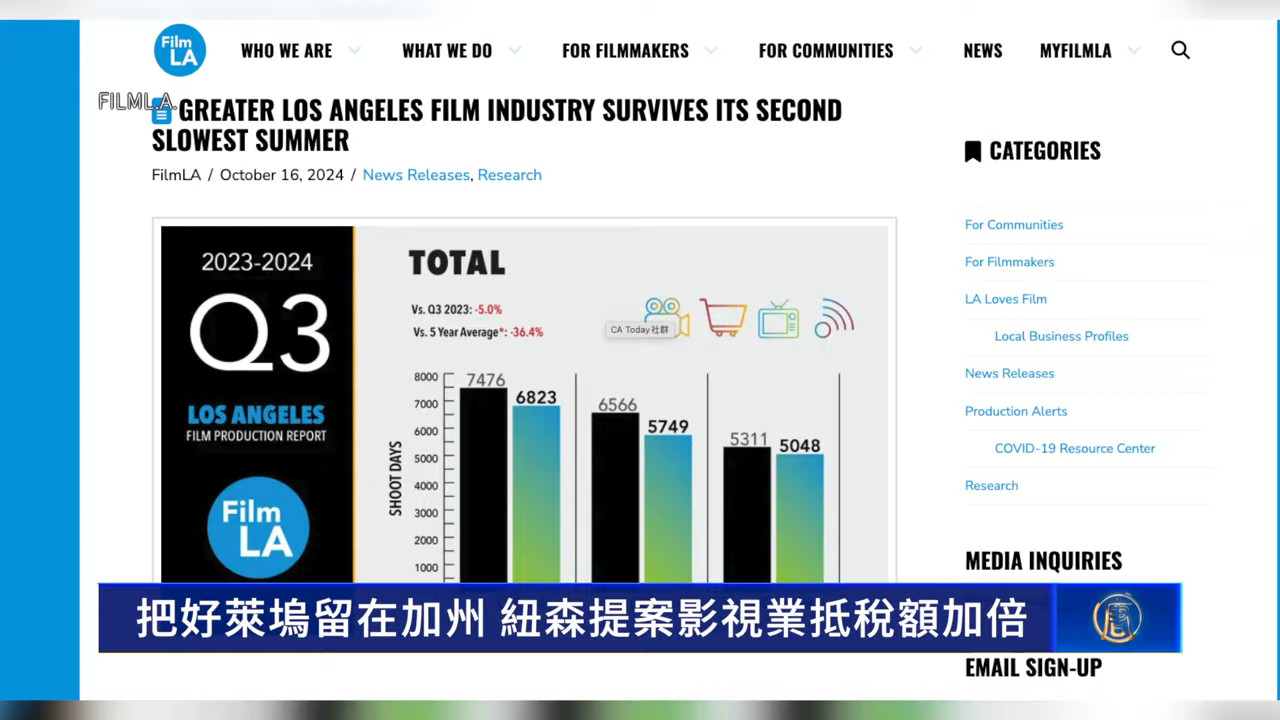 Film LA
WHO WE ARE
WHAT WE DO
FOR FILMMAKERS
FOR COMMUNITIES
NEWS
MYFILMLA
FILML.A.
GREATER LOS ANGELES FILM INDUSTRY SURVIVES ITS SECOND
SLOWEST SUMMER
FilmLA / October 16, 2024 / News Releases, Research
2023-2024
Q3
LOS ANGELES
FILM PRODUCTION REPORT
Film
LA
TOTAL
Vs. Q3 2023: -5.0%
Vs. 5 Year Average*: -36.4%
CA Today社群
SHOOT DAYS
8000
7000
6000
5000
4000
3000
2000
1000
7476
6823
6566
5749
5311
5048
CATEGORIES
For Communities
For Filmmakers
LA Loves Film
Local Business Profiles
News Releases
Production Alerts
COVID-19 Resource Center
Research
MEDIA INQUIRIES
把好萊塢留在加州 紐森提案影視業抵稅額加倍
EMAIL SIGN-UP